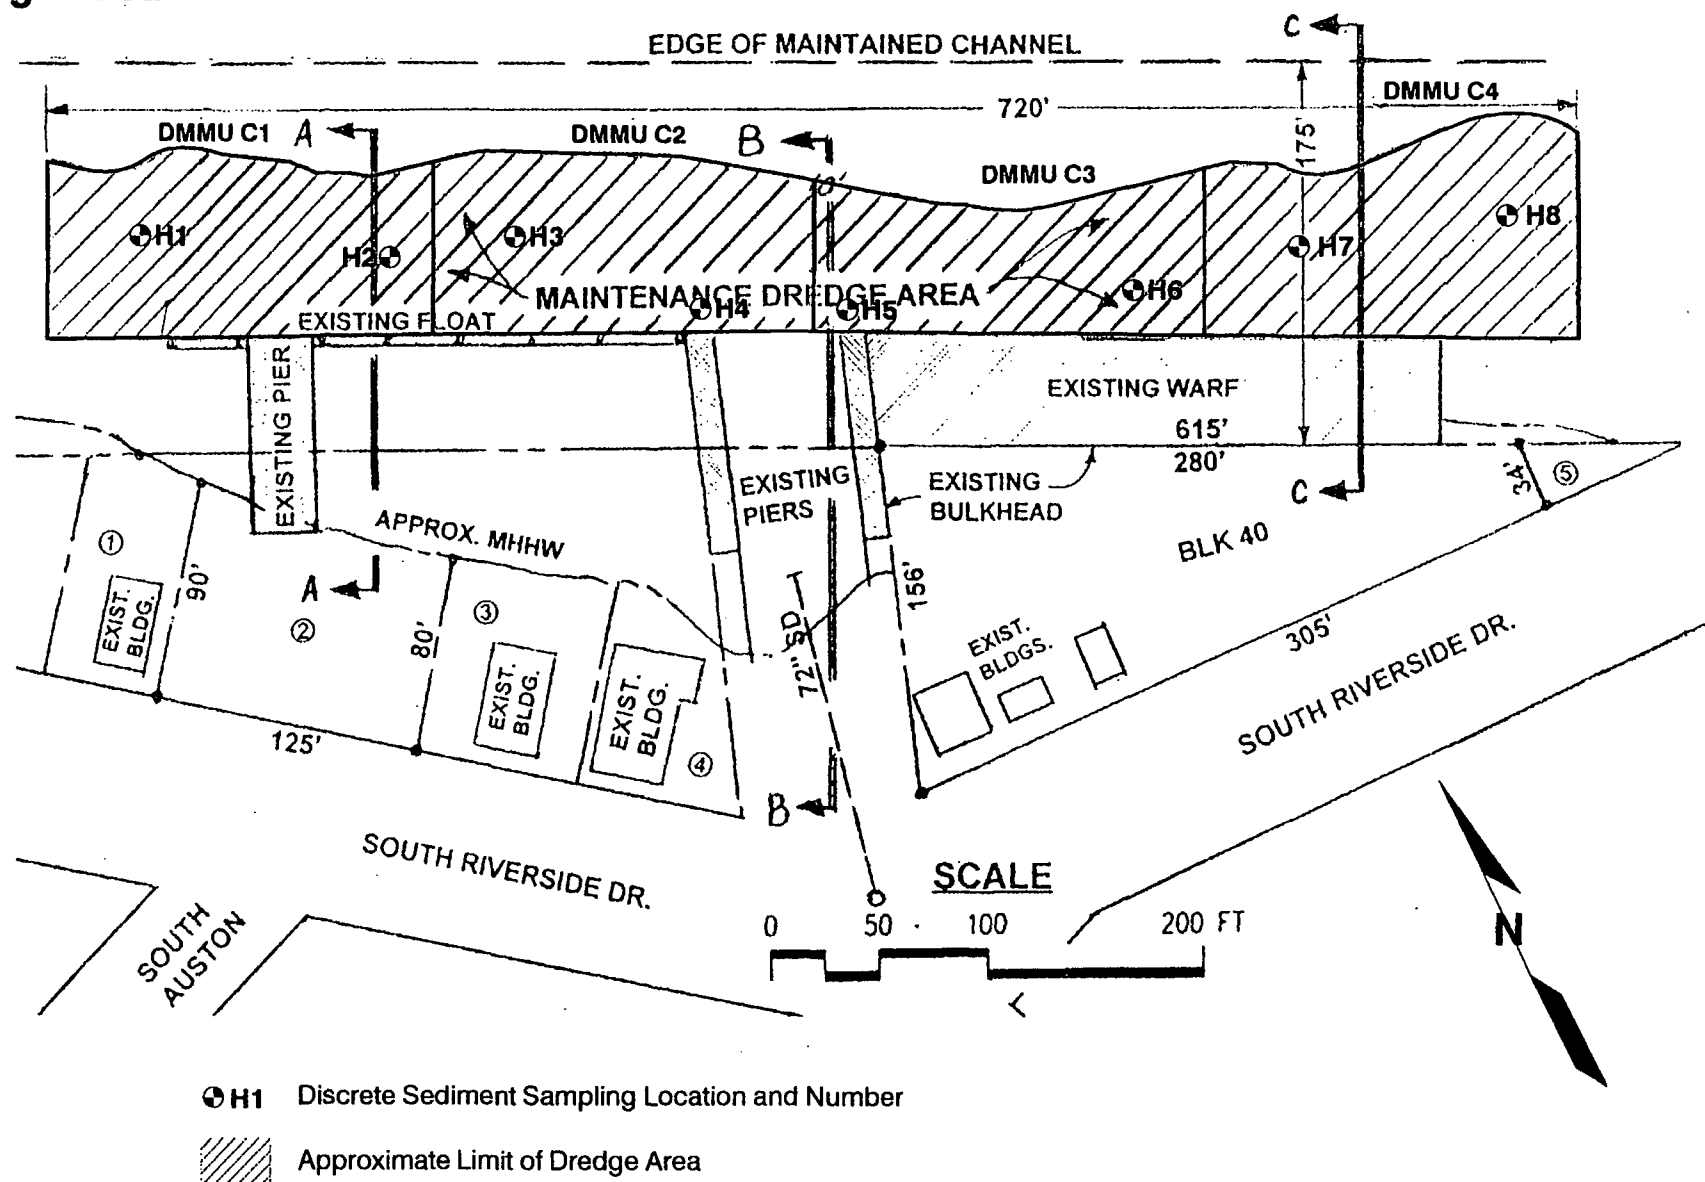 EDGE OF MAINTAINED CHANNEL
C
720'
DMMU C4
DMMU C1
A
DMMU C2
B
175'
DMMU C3
H1
H2
H3
H7
H8
MAINTENANCE DREDGE AREA
H4
H5
H6
EXISTING FLOAT
EXISTING PIER
EXISTING WARF
615'
280'
EXISTING
PIERS
EXISTING
BULKHEAD
C
34'
5
APPROX. MHHW
BLK 40
1
EXIST.
BLDG.
90'
A
2
3
80'
EXIST.
BLDG.
EXIST.
BLDG.
4
72" SD
156'
EXIST.
BLDGS.
305'
SOUTH RIVERSIDE DR.
125'
B
SOUTH RIVERSIDE DR.
SOUTH
AUSTON
SCALE
0 50 100 200 FT
N
H1 Discrete Sediment Sampling Location and Number
Approximate Limit of Dredge Area